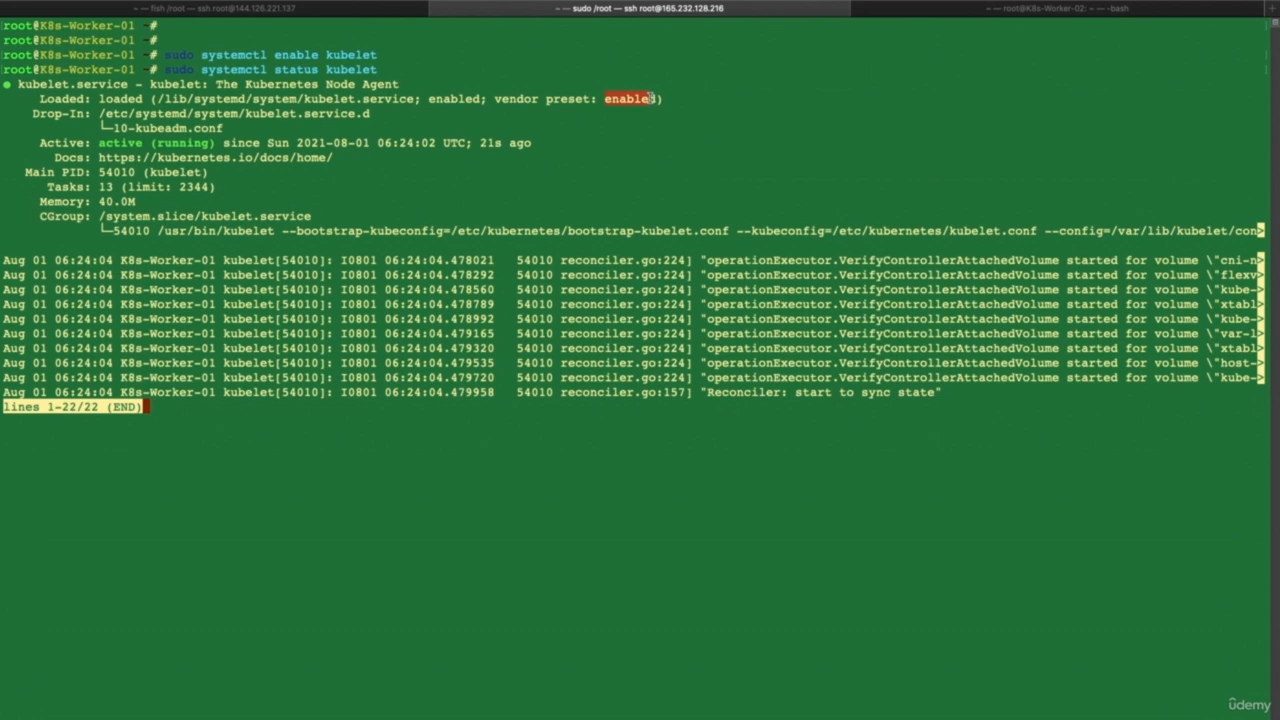 ~ — fish /root — ssh root@144.126.221.137
~ — sudo /root — ssh root@165.232.128.216
~ — root@K8s-Worker-02: ~ — -bash
root@K8s-Worker-01 ~#
root@K8s-Worker-01 ~#
root@K8s-Worker-01 ~# sudo systemctl enable kubelet
root@K8s-Worker-01 ~# sudo systemctl status kubelet
● kubelet.service - kubelet: The Kubernetes Node Agent
Loaded: loaded (/lib/systemd/system/kubelet.service; enabled; vendor preset: enabled)
Drop-In: /etc/systemd/system/kubelet.service.d
└─10-kubeadm.conf
Active: active (running) since Sun 2021-08-01 06:24:02 UTC; 21s ago
Docs: https://kubernetes.io/docs/home/
Main PID: 54010 (kubelet)
Tasks: 13 (limit: 2344)
Memory: 40.0M
CGroup: /system.slice/kubelet.service
└─54010 /usr/bin/kubelet --bootstrap-kubeconfig=/etc/kubernetes/bootstrap-kubelet.conf --kubeconfig=/etc/kubernetes/kubelet.conf --config=/var/lib/kubelet/con>
Aug 01 06:24:04 K8s-Worker-01 kubelet[54010]: I0801 06:24:04.478021 54010 reconciler.go:224] "operationExecutor.VerifyControllerAttachedVolume started for volume \"cni-n>
Aug 01 06:24:04 K8s-Worker-01 kubelet[54010]: I0801 06:24:04.478292 54010 reconciler.go:224] "operationExecutor.VerifyControllerAttachedVolume started for volume \"flexv>
Aug 01 06:24:04 K8s-Worker-01 kubelet[54010]: I0801 06:24:04.478560 54010 reconciler.go:224] "operationExecutor.VerifyControllerAttachedVolume started for volume \"kube->
Aug 01 06:24:04 K8s-Worker-01 kubelet[54010]: I0801 06:24:04.478789 54010 reconciler.go:224] "operationExecutor.VerifyControllerAttachedVolume started for volume \"xtabl>
Aug 01 06:24:04 K8s-Worker-01 kubelet[54010]: I0801 06:24:04.478992 54010 reconciler.go:224] "operationExecutor.VerifyControllerAttachedVolume started for volume \"kube->
Aug 01 06:24:04 K8s-Worker-01 kubelet[54010]: I0801 06:24:04.479165 54010 reconciler.go:224] "operationExecutor.VerifyControllerAttachedVolume started for volume \"var-l>
Aug 01 06:24:04 K8s-Worker-01 kubelet[54010]: I0801 06:24:04.479320 54010 reconciler.go:224] "operationExecutor.VerifyControllerAttachedVolume started for volume \"xtabl>
Aug 01 06:24:04 K8s-Worker-01 kubelet[54010]: I0801 06:24:04.479535 54010 reconciler.go:224] "operationExecutor.VerifyControllerAttachedVolume started for volume \"host->
Aug 01 06:24:04 K8s-Worker-01 kubelet[54010]: I0801 06:24:04.479720 54010 reconciler.go:224] "operationExecutor.VerifyControllerAttachedVolume started for volume \"kube->
Aug 01 06:24:04 K8s-Worker-01 kubelet[54010]: I0801 06:24:04.479958 54010 reconciler.go:157] "Reconciler: start to sync state"
lines 1-22/22 (END)
ûdemy